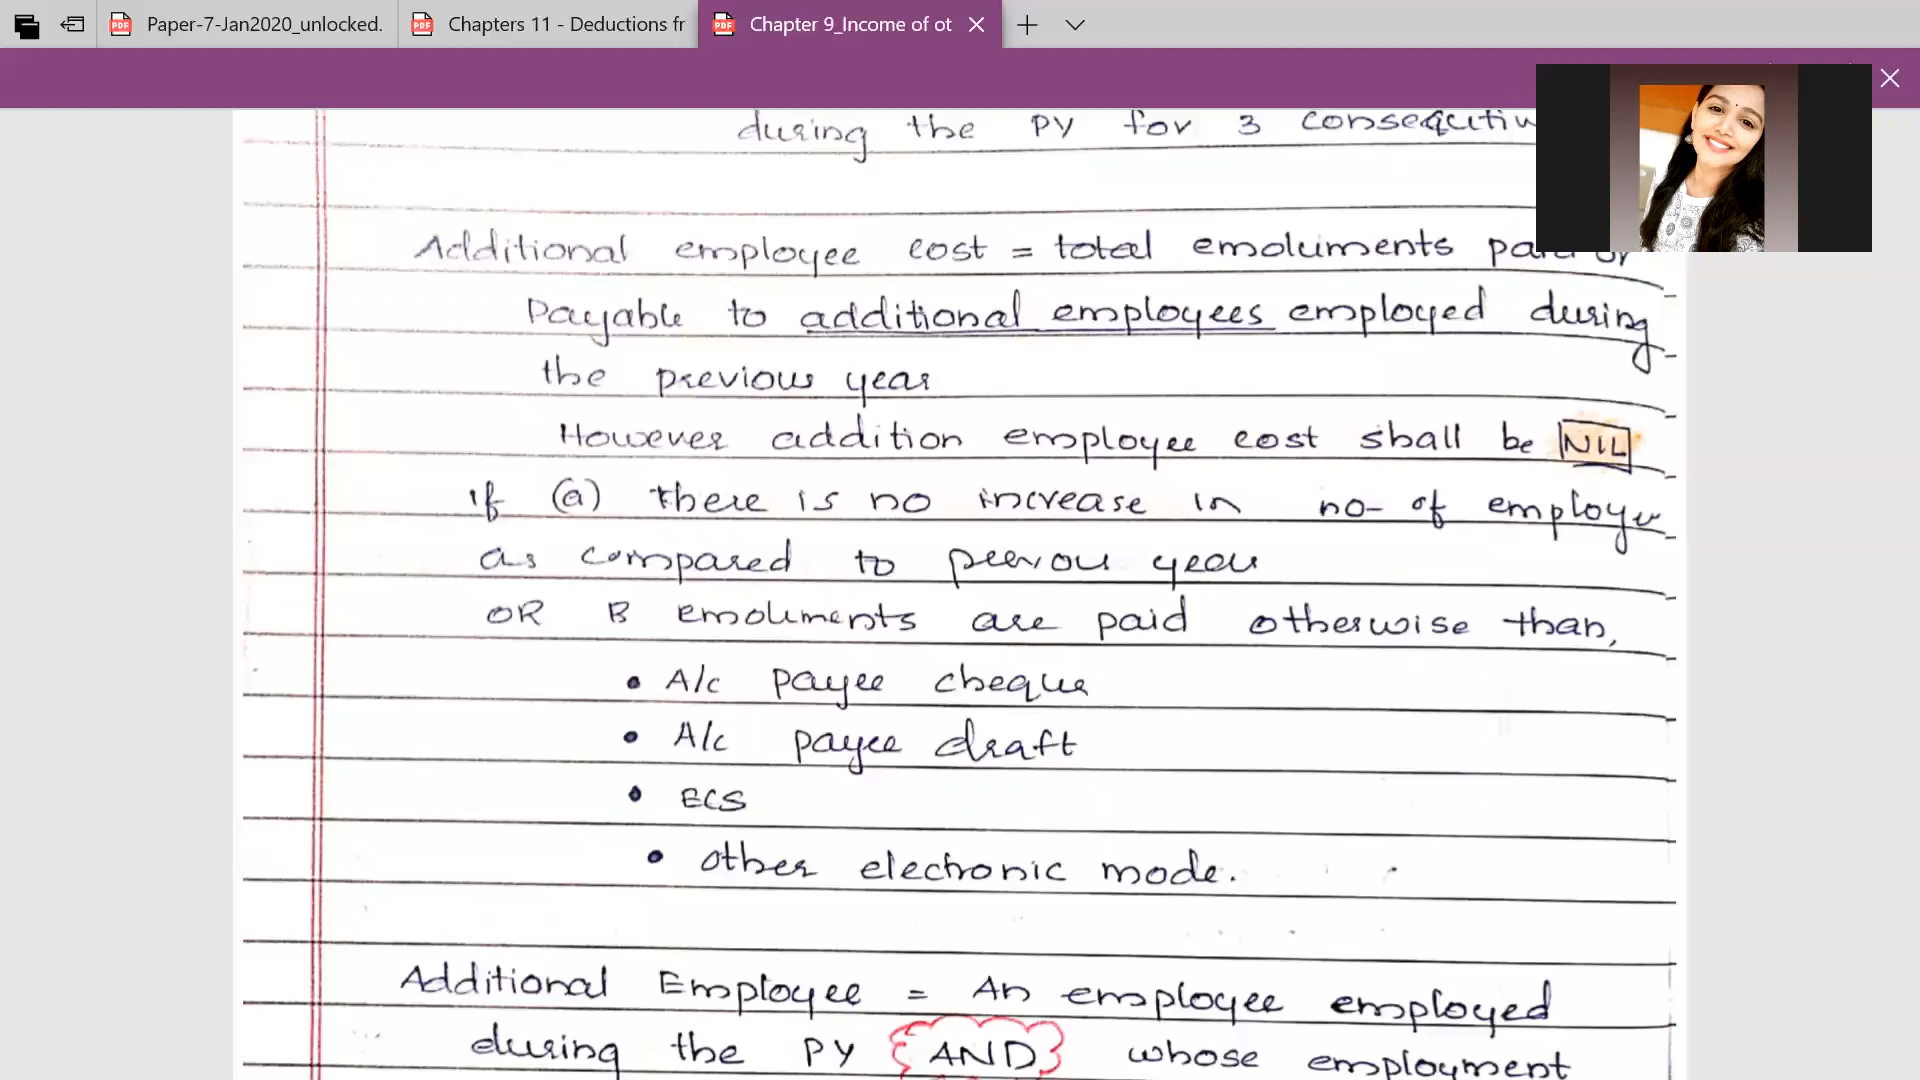 Paper-7-Jan2020_unlocked.
Chapters 11 - Deductions fr
Chapter 9_Income of ot
during the PY for 3 consecutiv
Additional employee cost = total emoluments paid or
Payable to additional employees employed during
the previous year
However addition employee cost shall be NIL
if (a) there is no increase in no- of employe
as compared to previous year
OR B emoluments are paid otherwise than,
• A/c payee cheque
• A/c payee draft
• ECS
• other electronic mode.
Additional Employee = An employee employed
during the PY AND whose employment